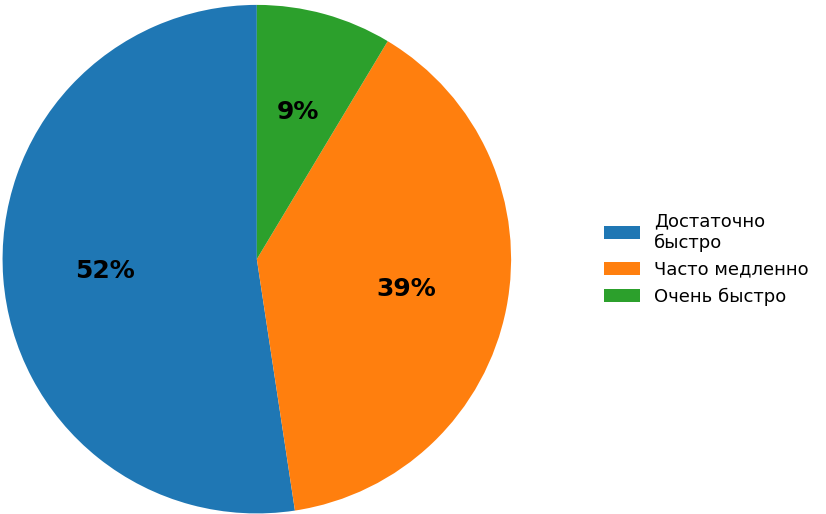 9%
52%
39%
Достаточно
быстро
Часто медленно
Очень быстро